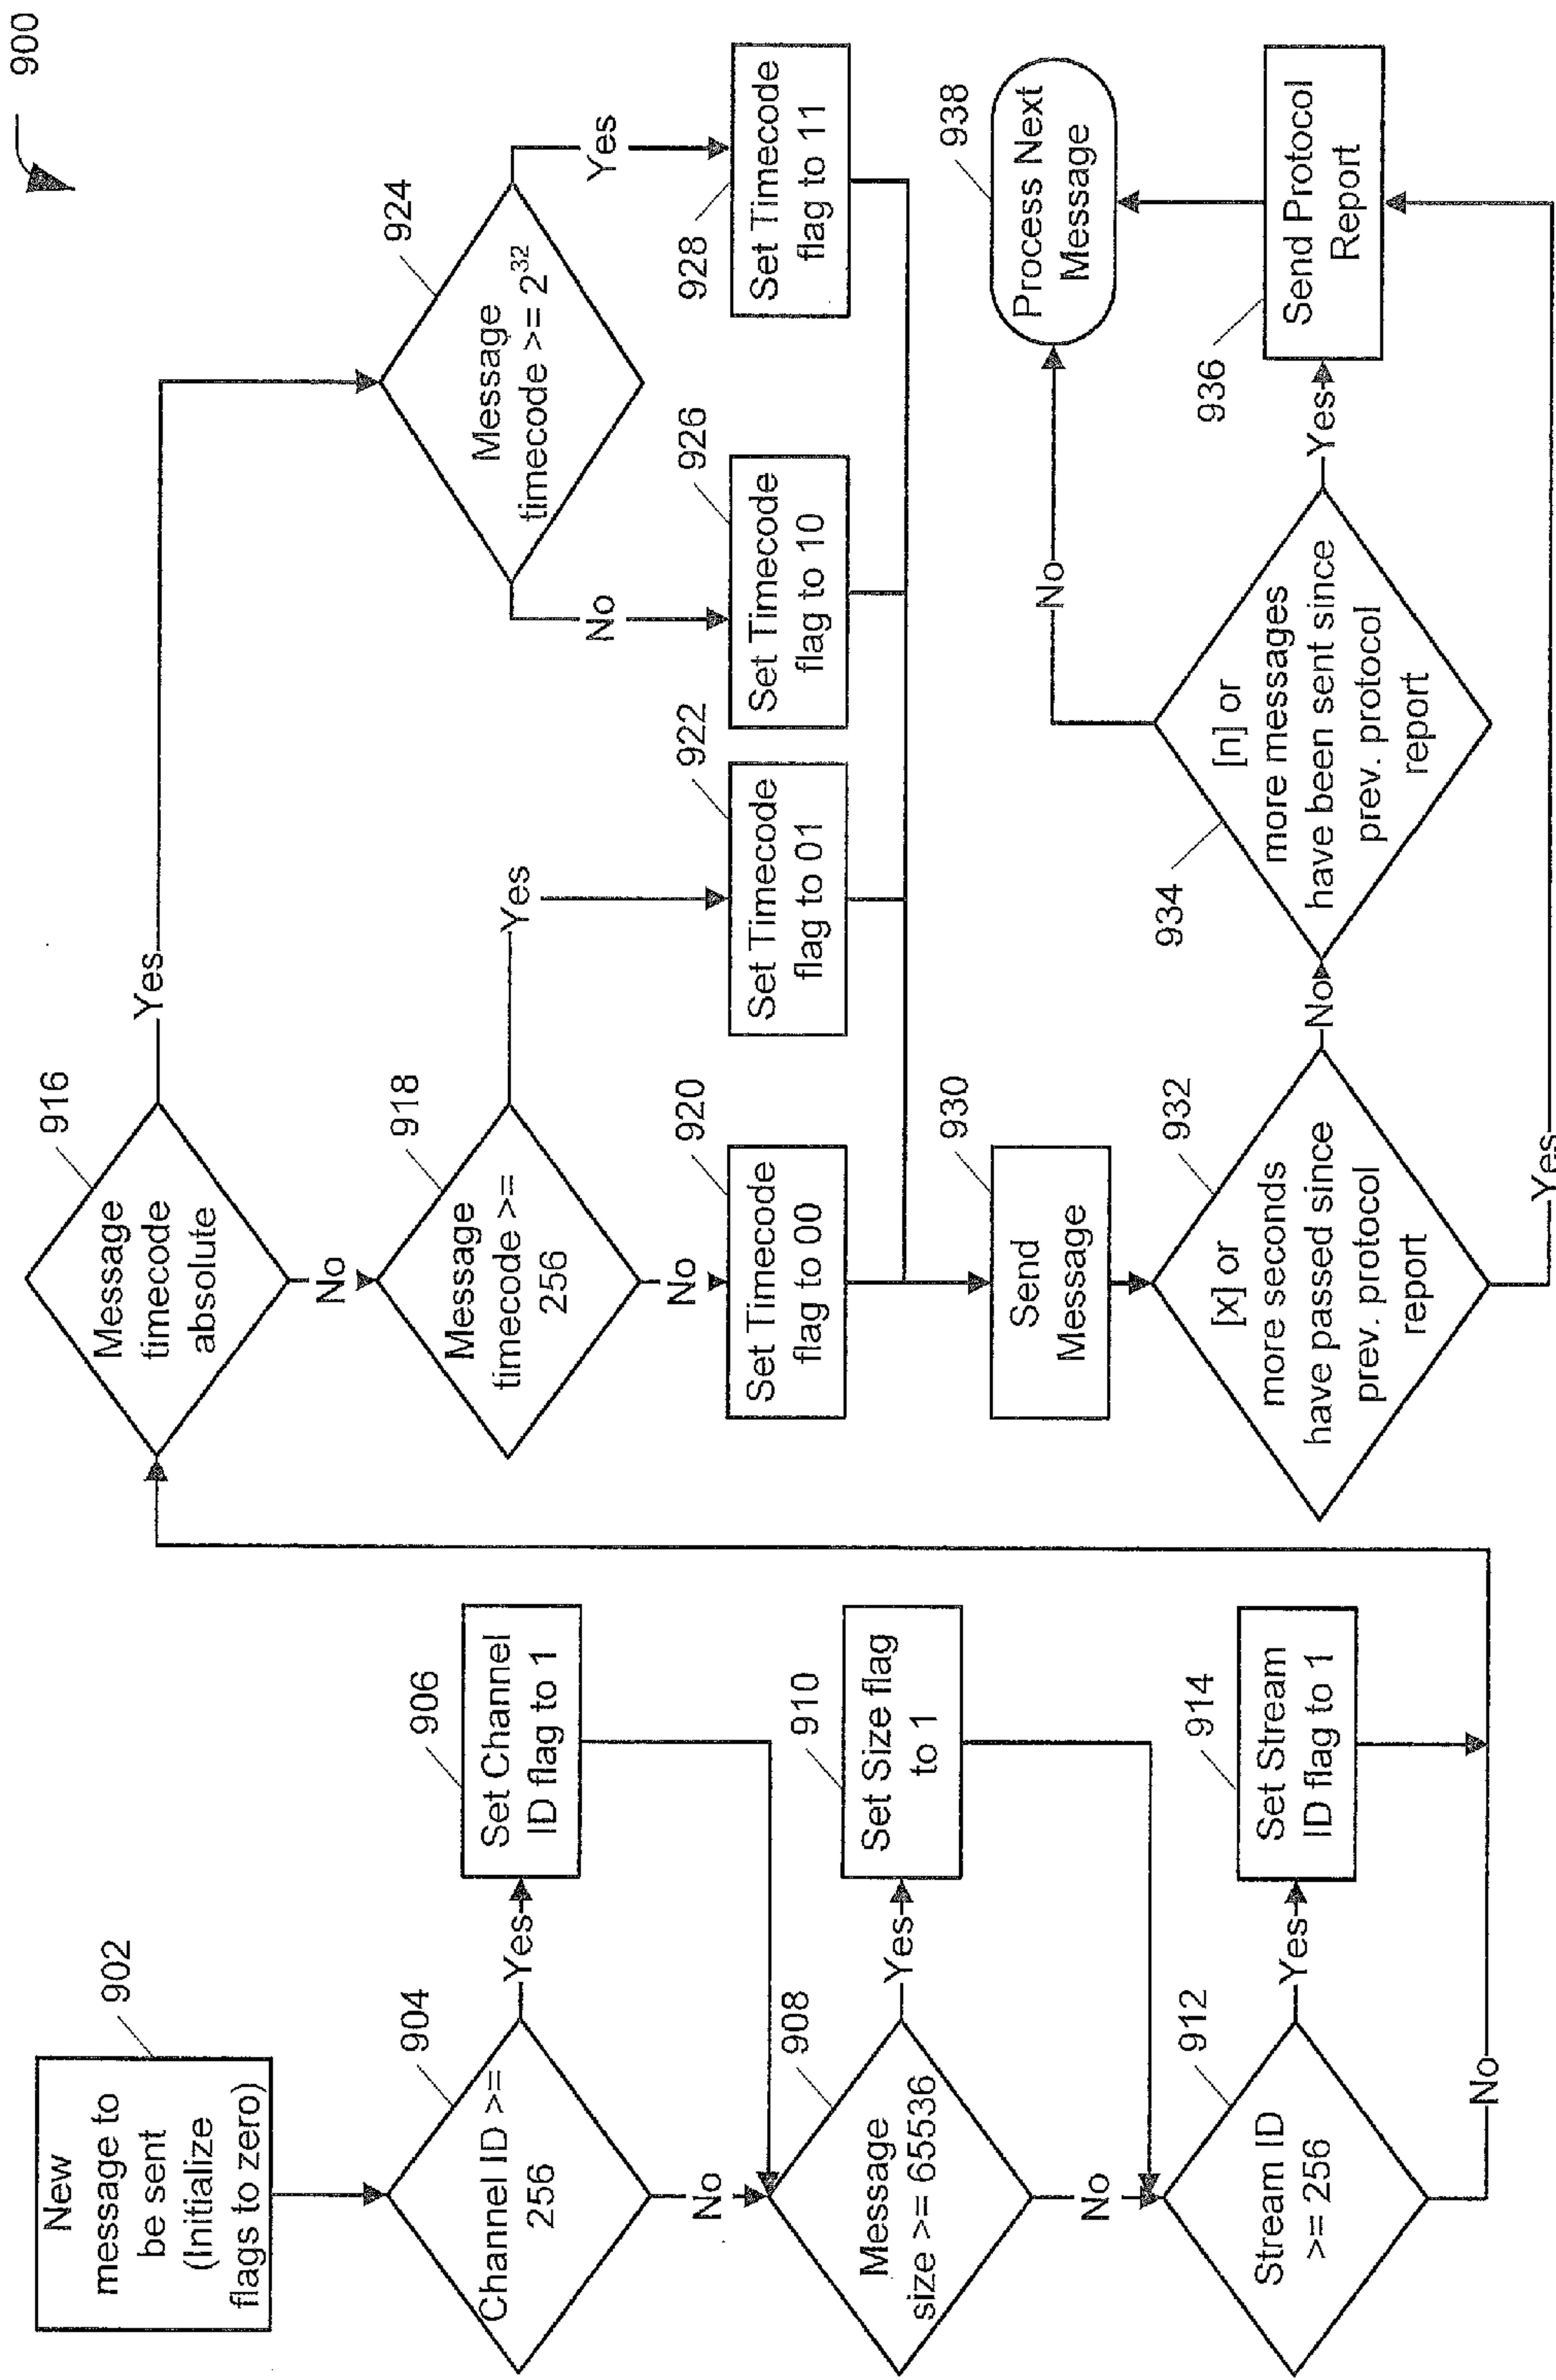 900
New
message to
be sent
(Initialize
flags to zero)
902
Channel ID >=
256
904
Yes
Set Channel
ID flag to 1
906
No
Message
size >= 65536
908
Yes
Set Size flag
to 1
910
No
Stream ID
>= 256
912
Yes
Set Stream
ID flag to 1
914
No
Message
timecode
absolute
916
Yes
No
Message
timecode >=
256
918
Yes
No
Set Timecode
flag to 00
920
Set Timecode
flag to 01
922
Message
timecode >= 2³²
924
No
Yes
Set Timecode
flag to 10
926
Set Timecode
flag to 11
928
Send
Message
930
[x] or
more seconds
have passed since
prev. protocol
report
932
No
Yes
[n] or
more messages
have been sent since
prev. protocol
report
934
No
Yes
Send Protocol
Report
936
Process Next
Message
938